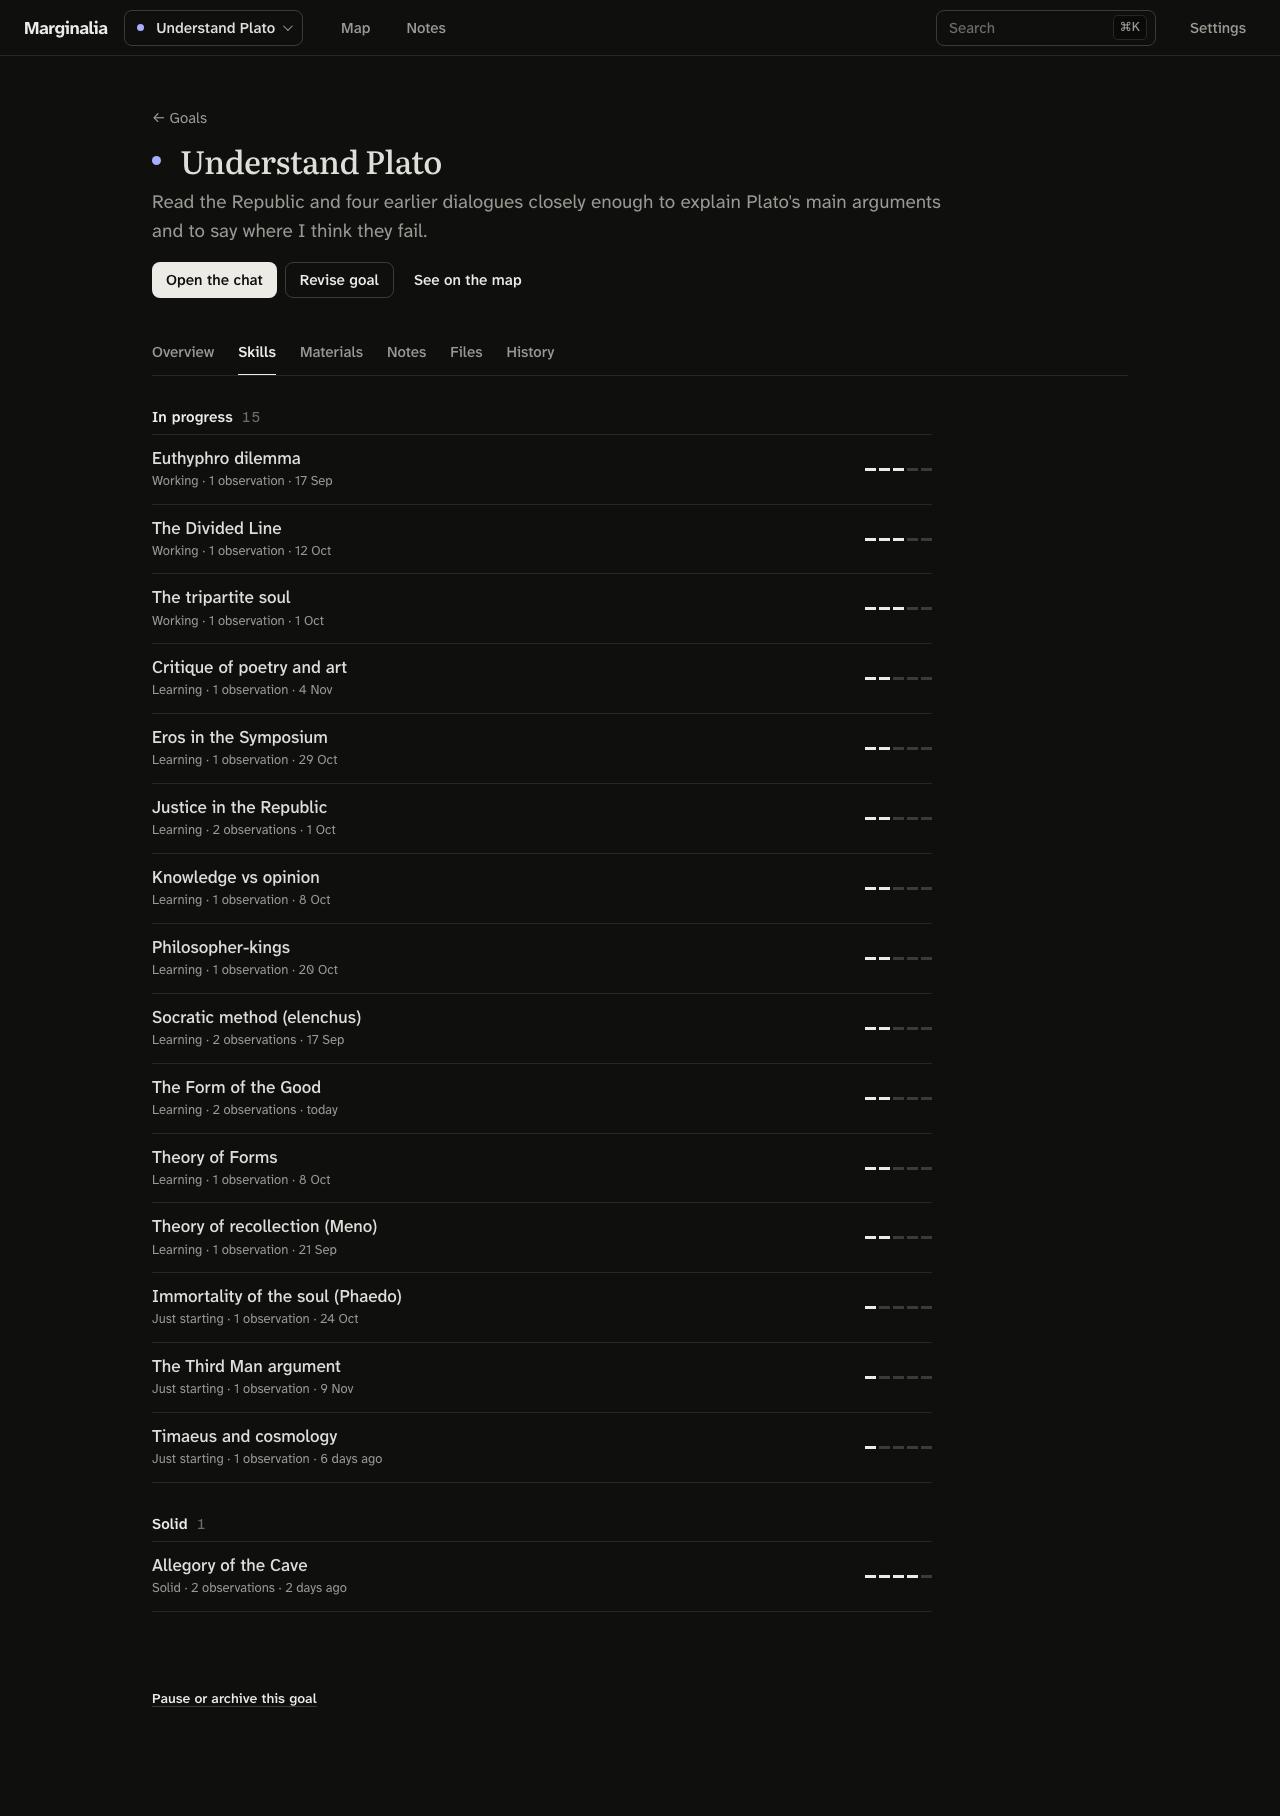 Marginalia
Understand Plato
Map
Notes
Search
⌘K
Settings
← Goals
Understand Plato
Read the Republic and four earlier dialogues closely enough to explain Plato's main arguments
and to say where I think they fail.
Open the chat
Revise goal
See on the map
Overview
Skills
Materials
Notes
Files
History
In progress 15
Euthyphro dilemma
Working · 1 observation · 17 Sep
The Divided Line
Working · 1 observation · 12 Oct
The tripartite soul
Working · 1 observation · 1 Oct
Critique of poetry and art
Learning · 1 observation · 4 Nov
Eros in the Symposium
Learning · 1 observation · 29 Oct
Justice in the Republic
Learning · 2 observations · 1 Oct
Knowledge vs opinion
Learning · 1 observation · 8 Oct
Philosopher-kings
Learning · 1 observation · 20 Oct
Socratic method (elenchus)
Learning · 2 observations · 17 Sep
The Form of the Good
Learning · 2 observations · today
Theory of Forms
Learning · 1 observation · 8 Oct
Theory of recollection (Meno)
Learning · 1 observation · 21 Sep
Immortality of the soul (Phaedo)
Just starting · 1 observation · 24 Oct
The Third Man argument
Just starting · 1 observation · 9 Nov
Timaeus and cosmology
Just starting · 1 observation · 6 days ago
Solid 1
Allegory of the Cave
Solid · 2 observations · 2 days ago
Pause or archive this goal